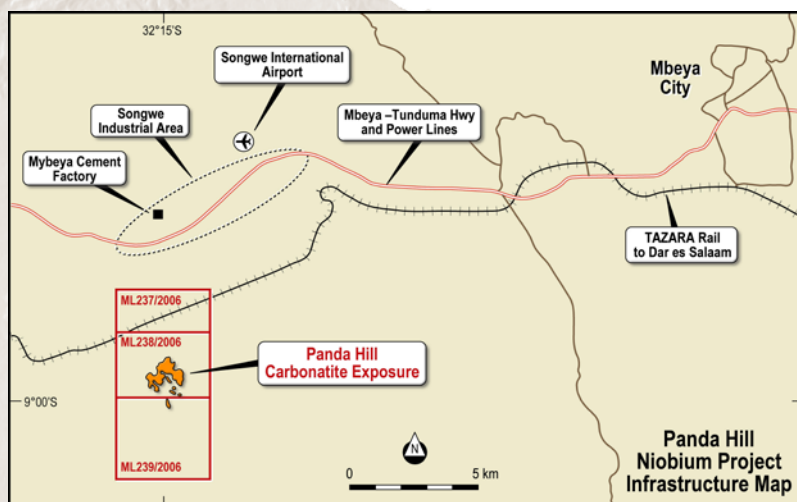 32°15'S
Songwe International
Airport
Mbeya
City
Songwe
Industrial Area
Mbeya –Tunduma Hwy
and Power Lines
Mybeya Cement
Factory
TAZARA Rail
to Dar es Salaam
ML237/2006
ML238/2006
Panda Hill
Carbonatite Exposure
9°00'S
N
0 5 km
ML239/2006
Panda Hill
Niobium Project
Infrastructure Map